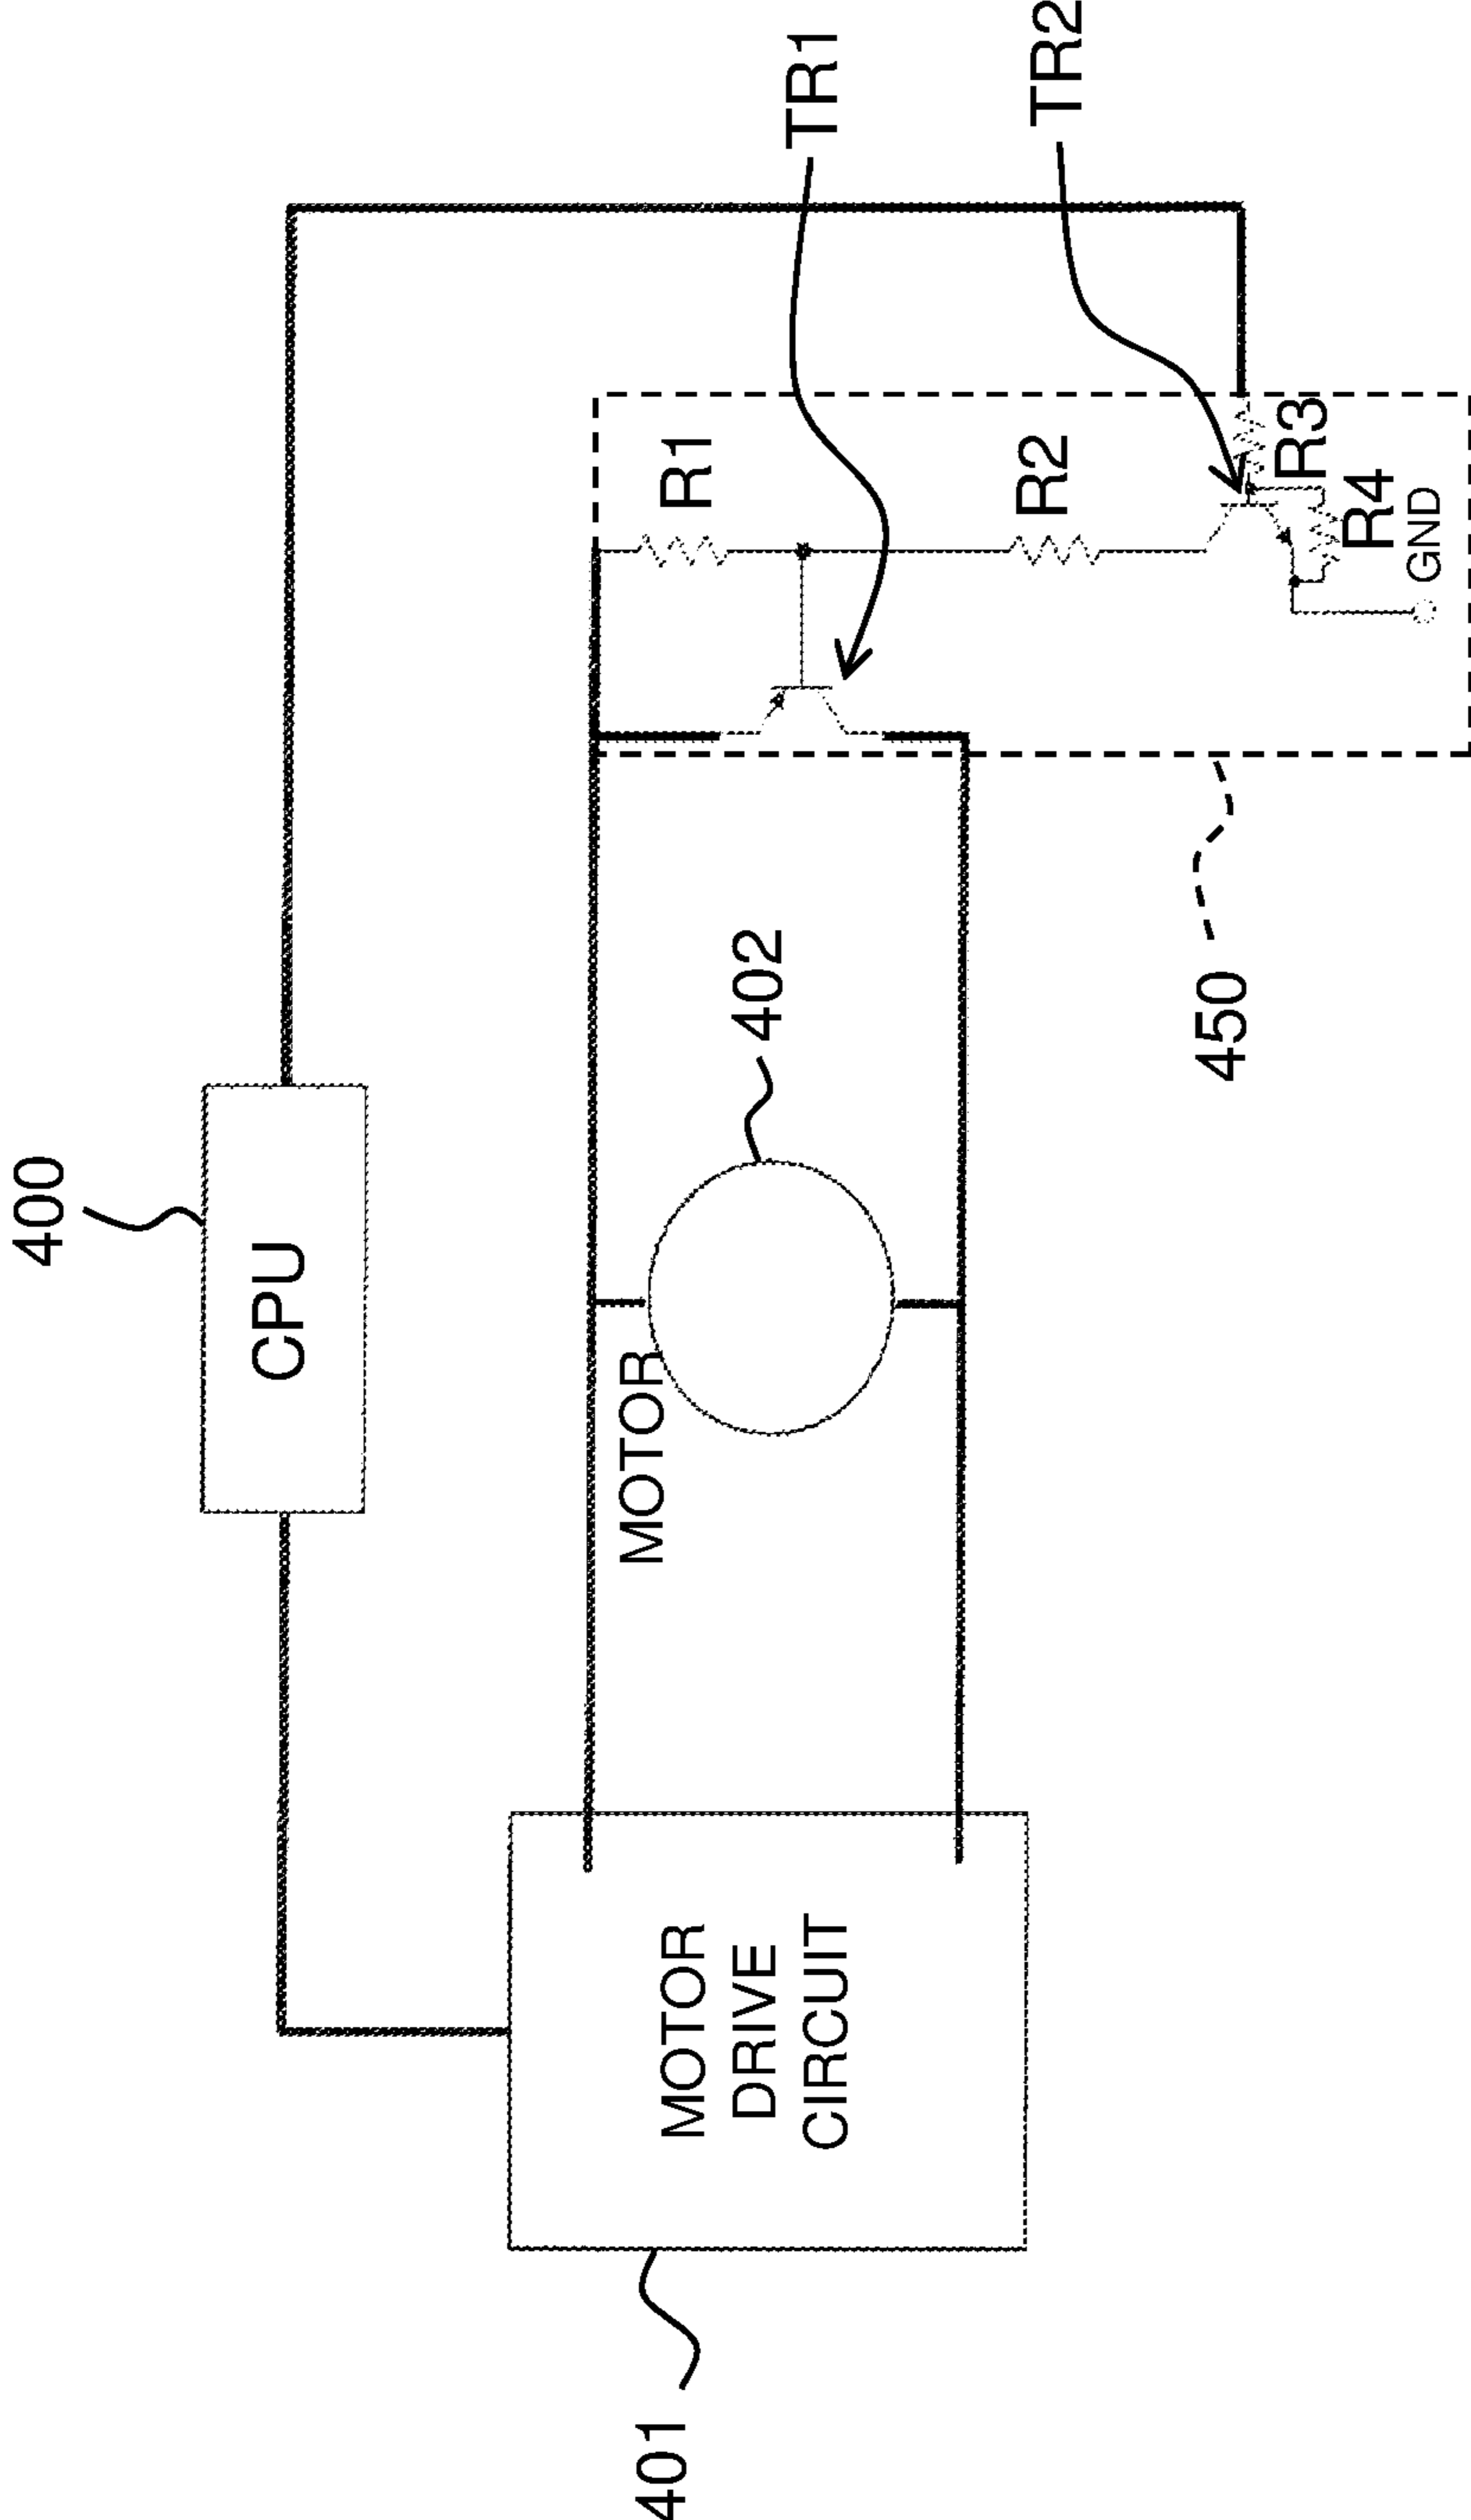 400
CPU
TR1
TR2
R1
R2
R3
R4
GND
402
MOTOR
450
MOTOR
DRIVE
CIRCUIT
401